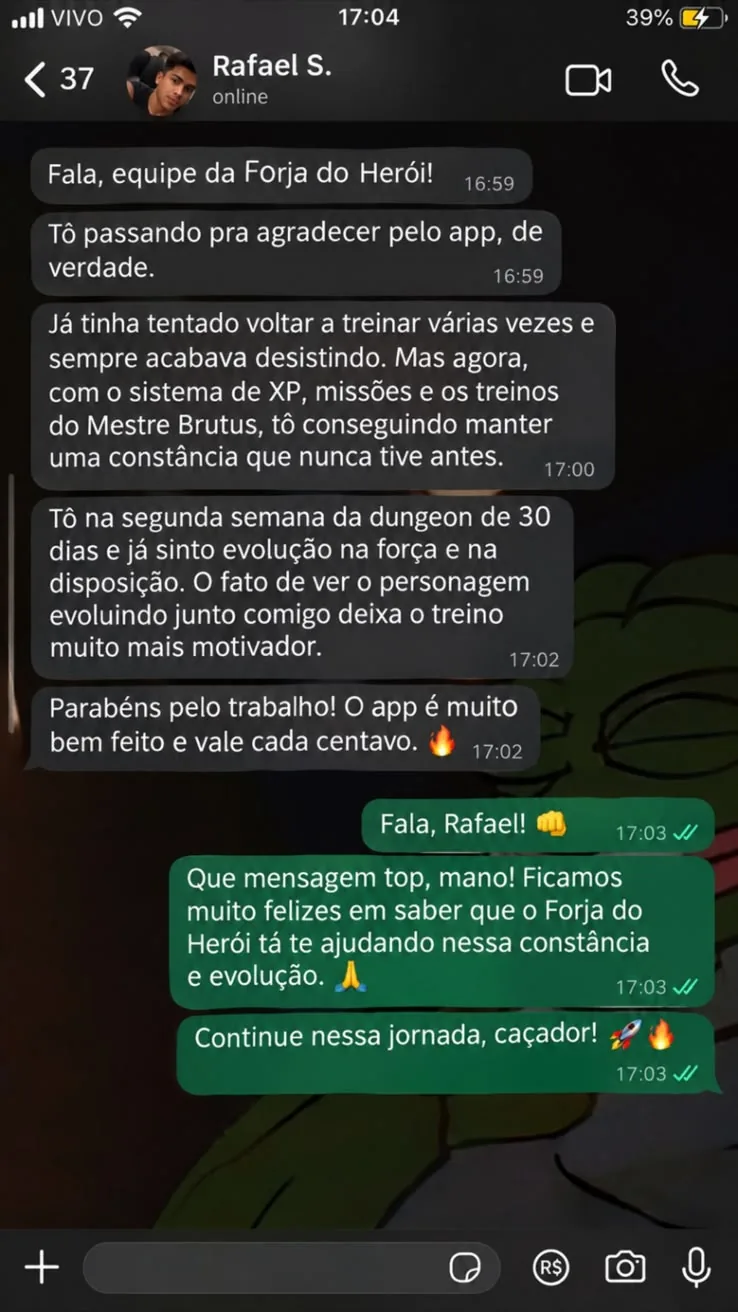 VIVO 17:04 39%
37 Rafael S.
online
Fala, equipe da Forja do Herói! 16:59
Tô passando pra agradecer pelo app, de
verdade. 16:59
Já tinha tentado voltar a treinar várias vezes e
sempre acabava desistindo. Mas agora,
com o sistema de XP, missões e os treinos
do Mestre Brutus, tô conseguindo manter
uma constância que nunca tive antes. 17:00
Tô na segunda semana da dungeon de 30
dias e já sinto evolução na força e na
disposição. O fato de ver o personagem
evoluindo junto comigo deixa o treino
muito mais motivador. 17:02
Parabéns pelo trabalho! O app é muito
bem feito e vale cada centavo. 🔥 17:02
Fala, Rafael! 👊 17:03
Que mensagem top, mano! Ficamos
muito felizes em saber que o Forja do
Herói tá te ajudando nessa constância
e evolução. 🙏 17:03
Continue nessa jornada, caçador! 🚀🔥
17:03
R$